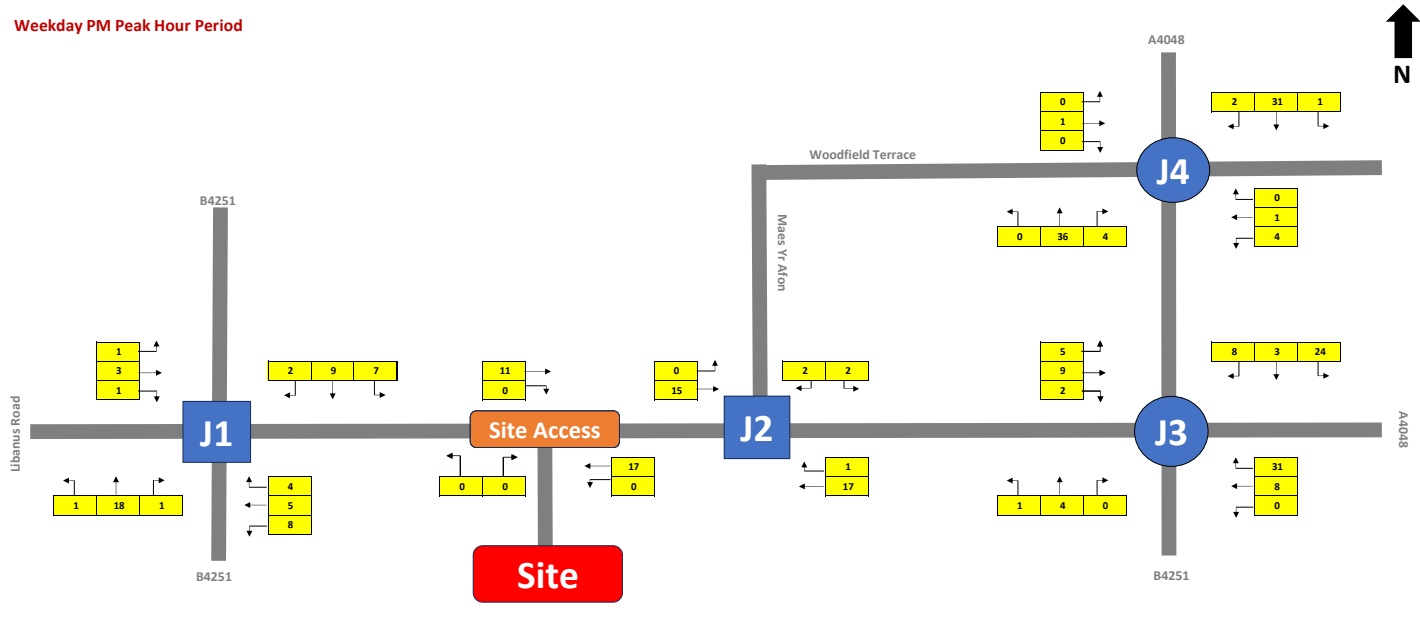 Weekday PM Peak Hour Period
N
A4048
0
1
0
2 31 1
Woodfield Terrace
J4
0
1
4
0 36 4
B4251
Maes Yr Afon
1
3
1
2 9 7
11
0
0
15
2 2
5
9
2
8 3 24
Libanus Road
J1
Site Access
J2
J3
A4048
1 18 1
4
5
8
0 0
17
0
1
17
1 4 0
31
8
0
B4251
Site
B4251